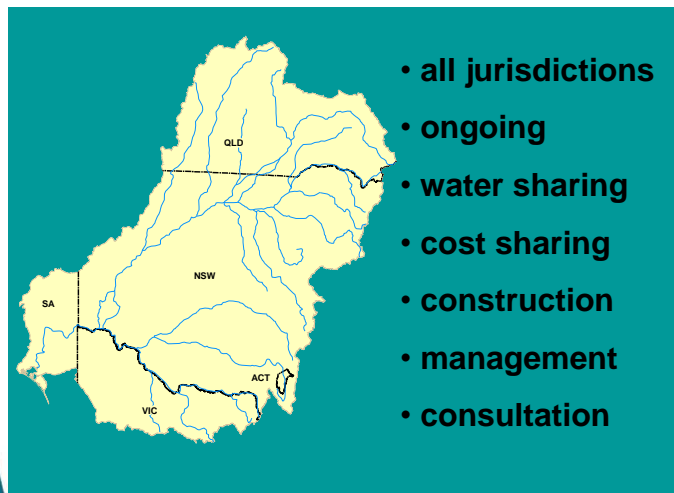 QLD
NSW
SA
ACT
VIC
• all jurisdictions
• ongoing
• water sharing
• cost sharing
• construction
• management
• consultation